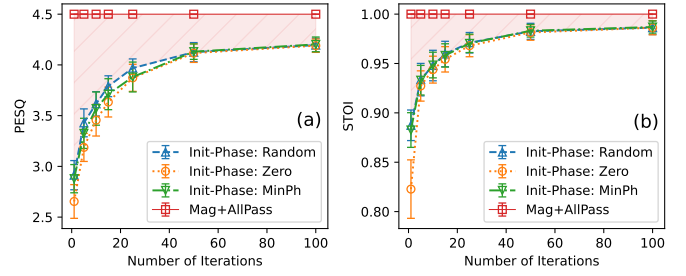 4.5
4.0
3.5
3.0
2.5
PESQ
(a)
Init-Phase: Random
Init-Phase: Zero
Init-Phase: MinPh
Mag+AllPass
0 20 40 60 80 100
Number of Iterations
1.00
0.95
0.90
0.85
0.80
STOI
(b)
Init-Phase: Random
Init-Phase: Zero
Init-Phase: MinPh
Mag+AllPass
0 20 40 60 80 100
Number of Iterations